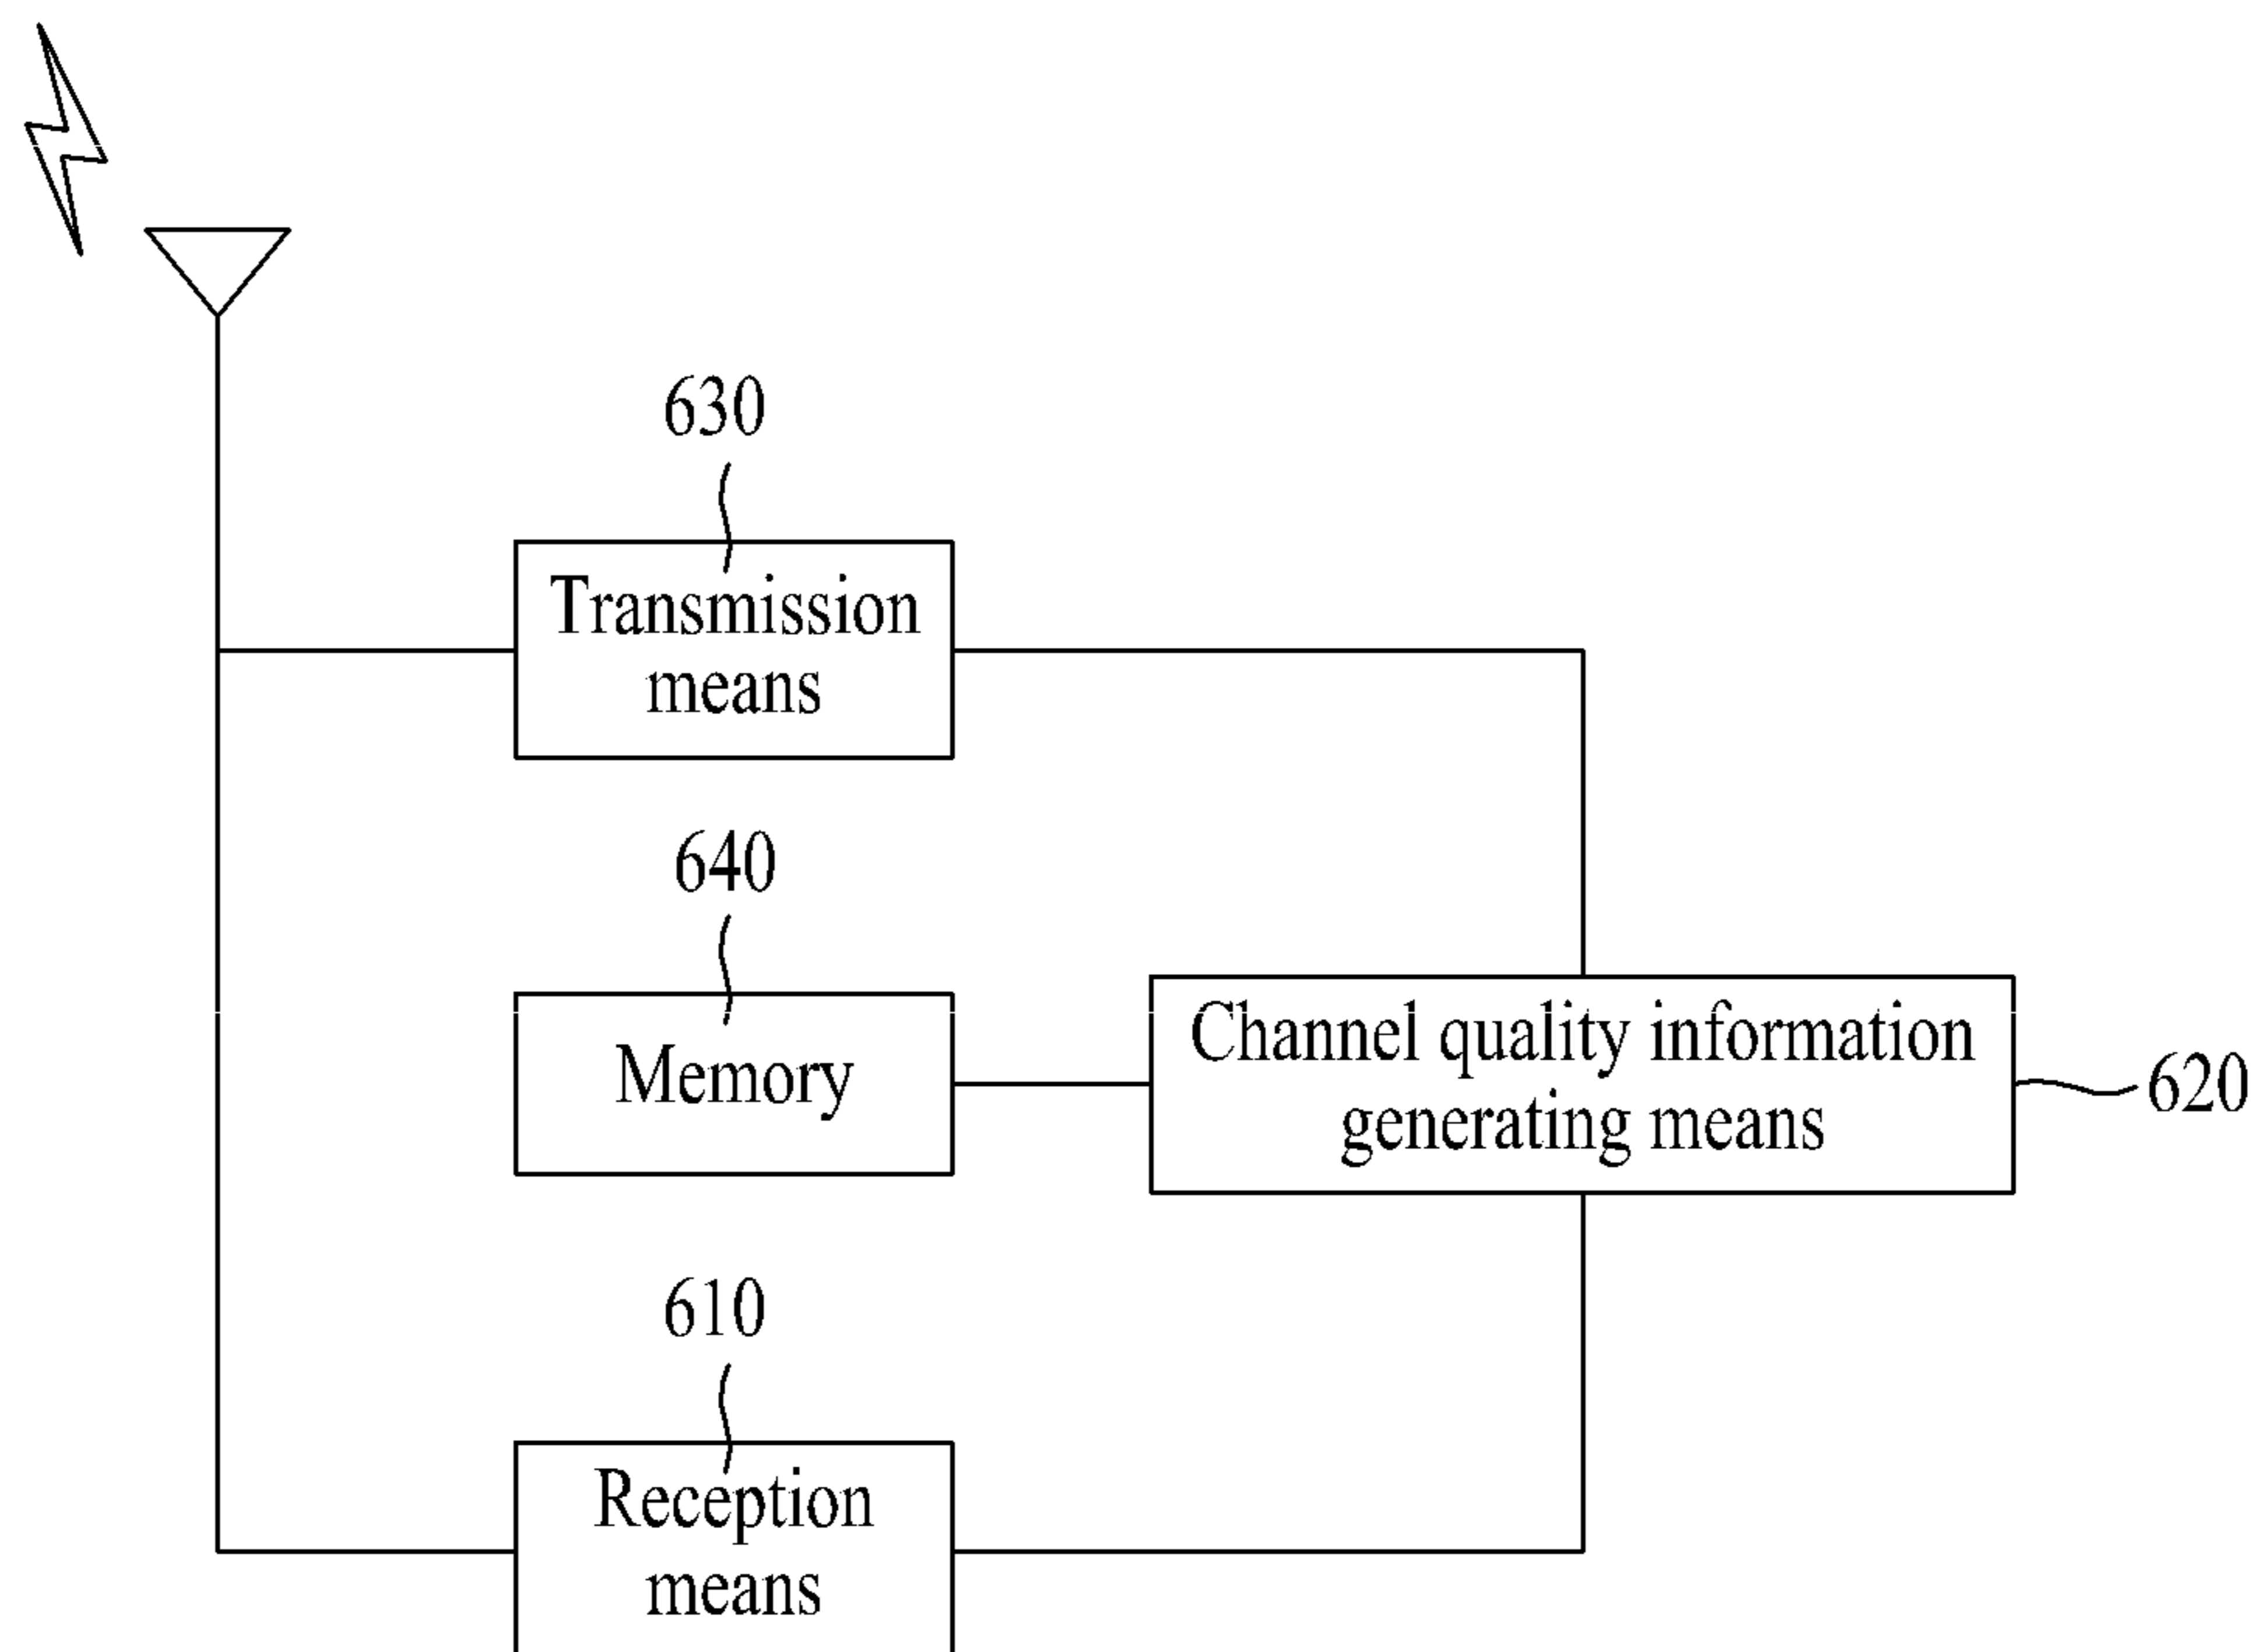 630
Transmission
means
640
Memory
Channel quality information
generating means
620
610
Reception
means